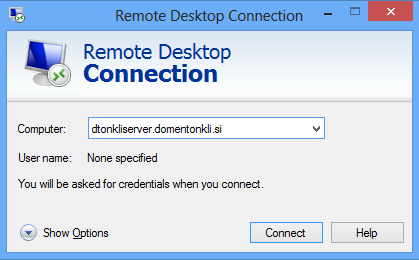 Remote Desktop Connection
Remote Desktop
Connection
Computer: dtonkliserver.domentonkli.si
User name: None specified
You will be asked for credentials when you connect.
Show Options Connect Help